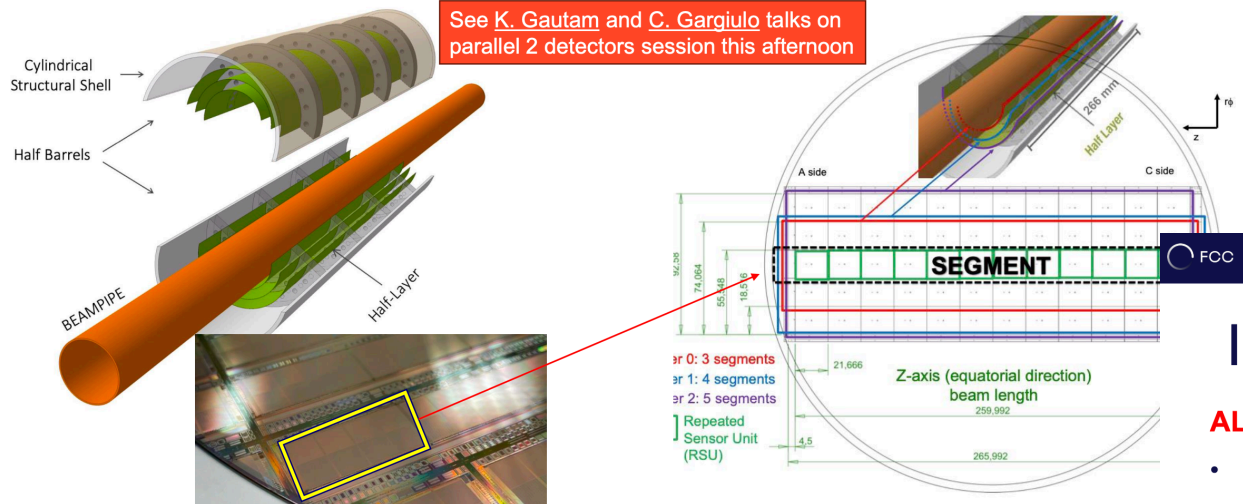 See K. Gautam and C. Gargiulo talks on
parallel 2 detectors session this afternoon
Cylindrical
Structural Shell
Half Barrels
BEAMPIPE
Half-Layer
266 mm
Half Layer
rϕ
z
A side
C side
92,58
74,064
55,548
18,516
SEGMENT
FCC
er 0: 3 segments
er 1: 4 segments
er 2: 5 segments
Repeated
Sensor Unit
(RSU)
21,666
Z-axis (equatorial direction)
beam length
259,992
4,5
265,992
AL